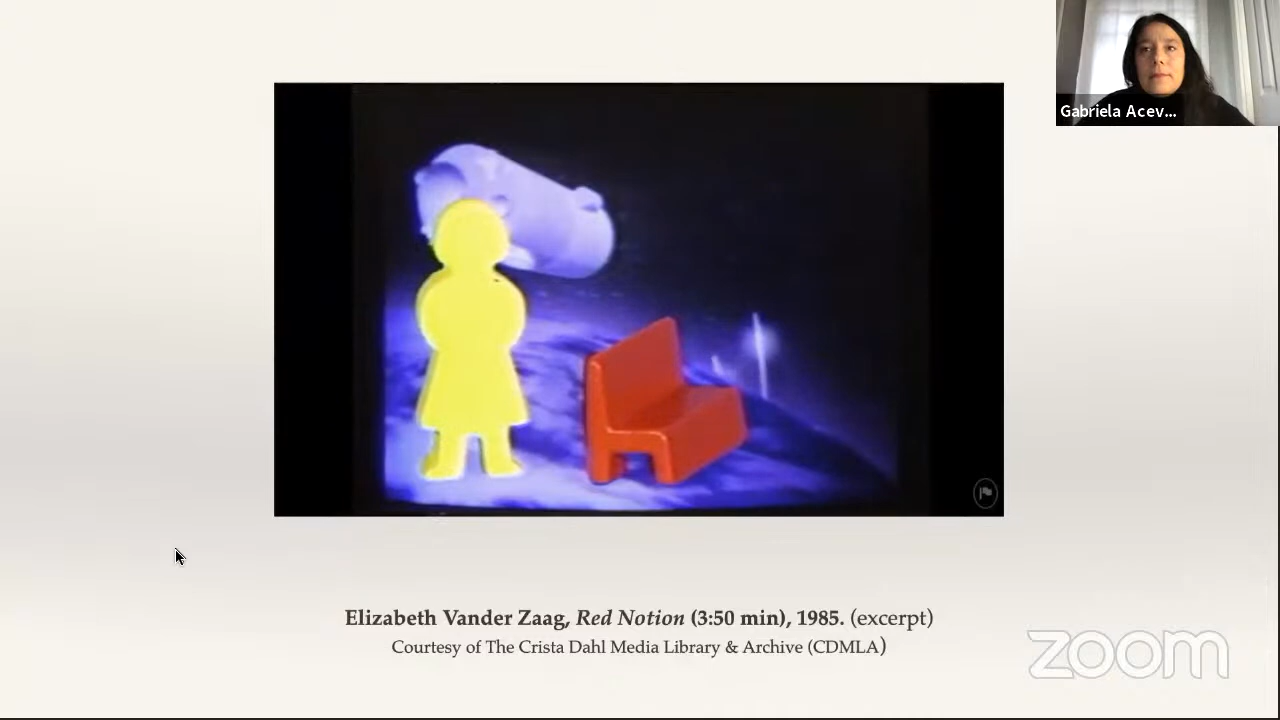 Gabriela Acev...
Elizabeth Vander Zaag, Red Notion (3:50 min), 1985. (excerpt)
Courtesy of The Crista Dahl Media Library & Archive (CDMLA)
zoom